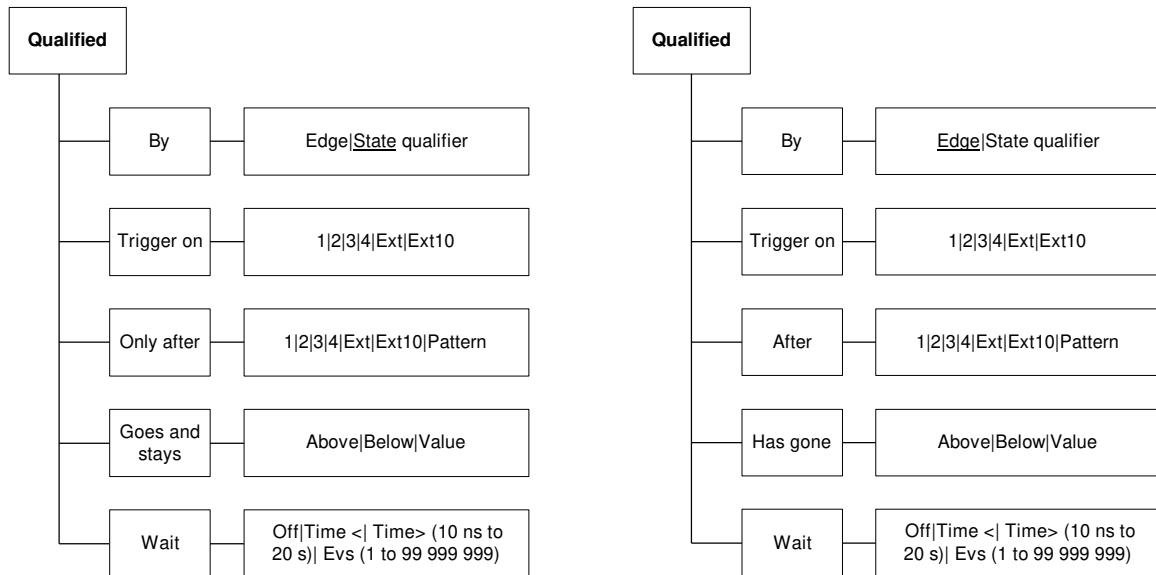 Qualified
By
Edge|State qualifier
Trigger on
1|2|3|4|Ext|Ext10
Only after
1|2|3|4|Ext|Ext10|Pattern
Goes and
stays
Above|Below|Value
Wait
Off|Time <| Time> (10 ns to
20 s)| Evs (1 to 99 999 999)
Qualified
By
Edge|State qualifier
Trigger on
1|2|3|4|Ext|Ext10
After
1|2|3|4|Ext|Ext10|Pattern
Has gone
Above|Below|Value
Wait
Off|Time <| Time> (10 ns to
20 s)| Evs (1 to 99 999 999)